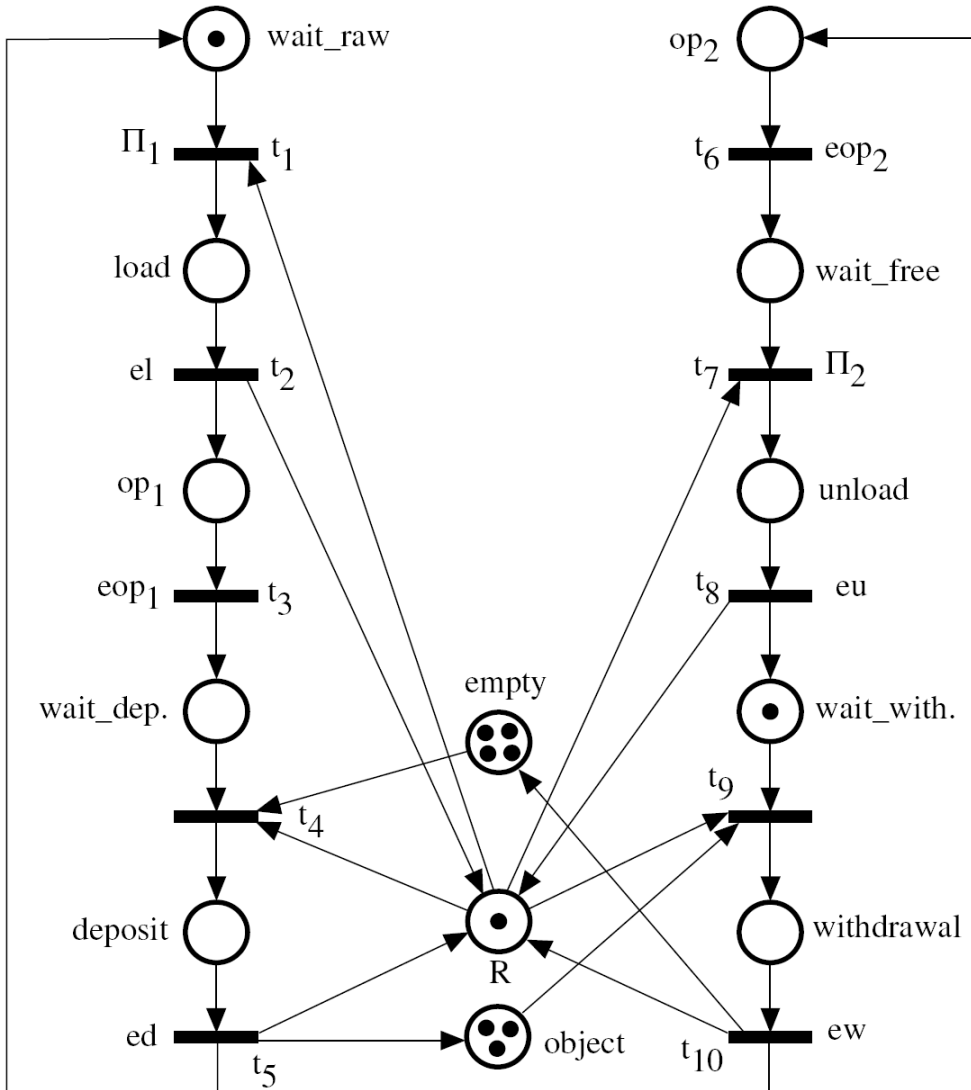 wait_raw
op2
Π1 t1
t6 eop2
load
wait_free
el t2
t7 Π2
op1
unload
eop1 t3
t8 eu
empty
wait_dep.
wait_with.
t9
t4
deposit
withdrawal
R
ed
object
ew
t5
t10